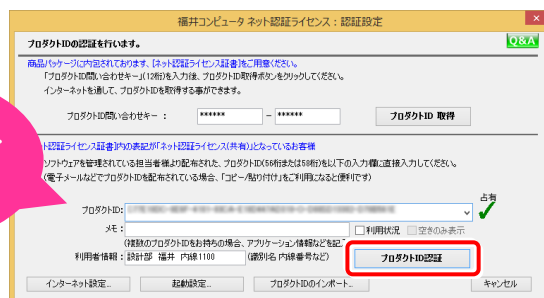 福井コンピュータ ネット認証ライセンス：認証設定
プロダクトIDの認証を行います。
Q&A
商品パッケージに内包されております、[ネット認証ライセンス証書]をご用意ください。
「プロダクトID問い合わせキー」(12桁)を入力後、プロダクトID取得ボタンをクリックしてください。
インターネットを通して、プロダクトIDを取得する事ができます。
プロダクトID問い合わせキー： ****** - ****** プロダクトID 取得
ト認証ライセンス証書]内の表記が「ネット認証ライセンス(共有)」となっているお客様
ソフトウェアを管理されている担当者様より配布された、プロダクトID(56桁または58桁)を以下の入力欄に直接入力してください。
(電子メールなどでプロダクトIDを配布されている場合、「コピー/貼り付け」をご利用になると便利です)
占有
プロダクトID:
メモ： 利用状況 空きのみ表示
(複数のプロダクトIDをお持ちの場合、アプリケーション情報などを記
利用者情報： 設計部 福井 内線1100 (識別名 内線番号など) プロダクトID認証
インターネット設定... 起動設定... プロダクトIDのインポート... キャンセル